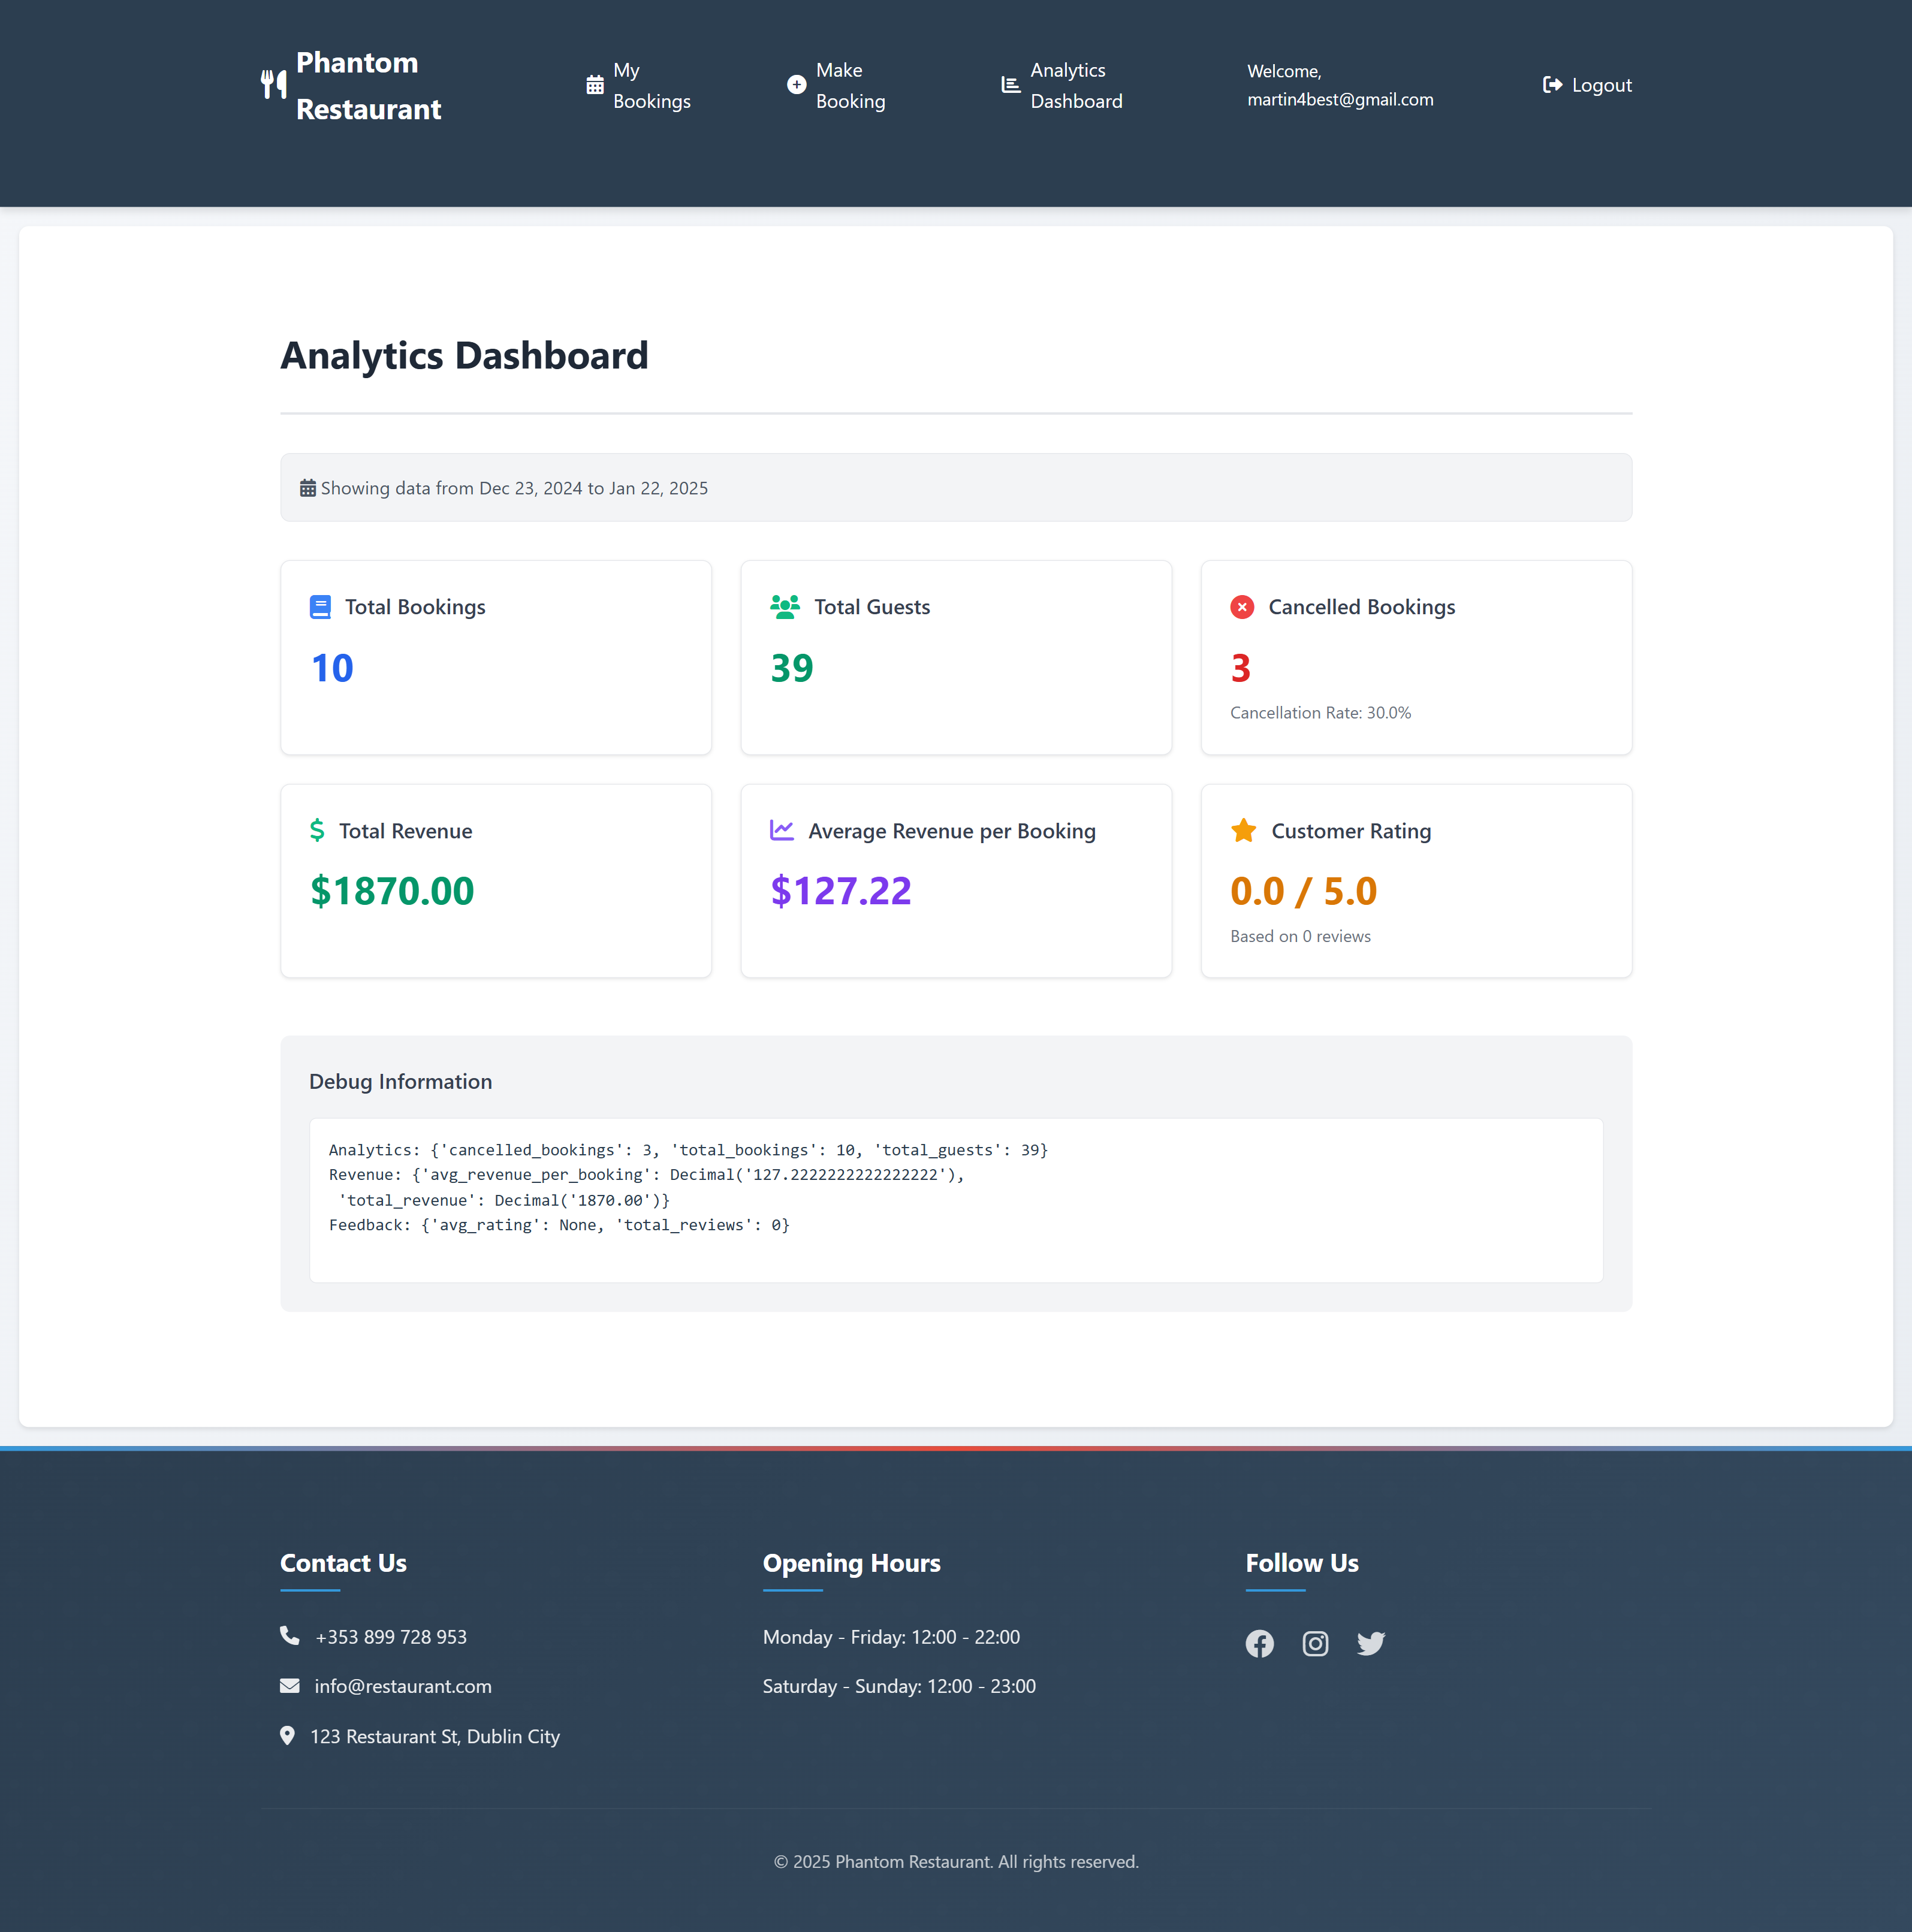 Phantom
Restaurant
My
Bookings
Make
Booking
Analytics
Dashboard
Welcome,
martin4best@gmail.com
Logout
Analytics Dashboard
Showing data from Dec 23, 2024 to Jan 22, 2025
Total Bookings
10
Total Guests
39
Cancelled Bookings
3
Cancellation Rate: 30.0%
Total Revenue
$1870.00
Average Revenue per Booking
$127.22
Customer Rating
0.0 / 5.0
Based on 0 reviews
Debug Information
Analytics: {'cancelled_bookings': 3, 'total_bookings': 10, 'total_guests': 39}
Revenue: {'avg_revenue_per_booking': Decimal('127.2222222222222222'),
 'total_revenue': Decimal('1870.00')}
Feedback: {'avg_rating': None, 'total_reviews': 0}
Contact Us
+353 899 728 953
info@restaurant.com
123 Restaurant St, Dublin City
Opening Hours
Monday - Friday: 12:00 - 22:00
Saturday - Sunday: 12:00 - 23:00
Follow Us
© 2025 Phantom Restaurant. All rights reserved.